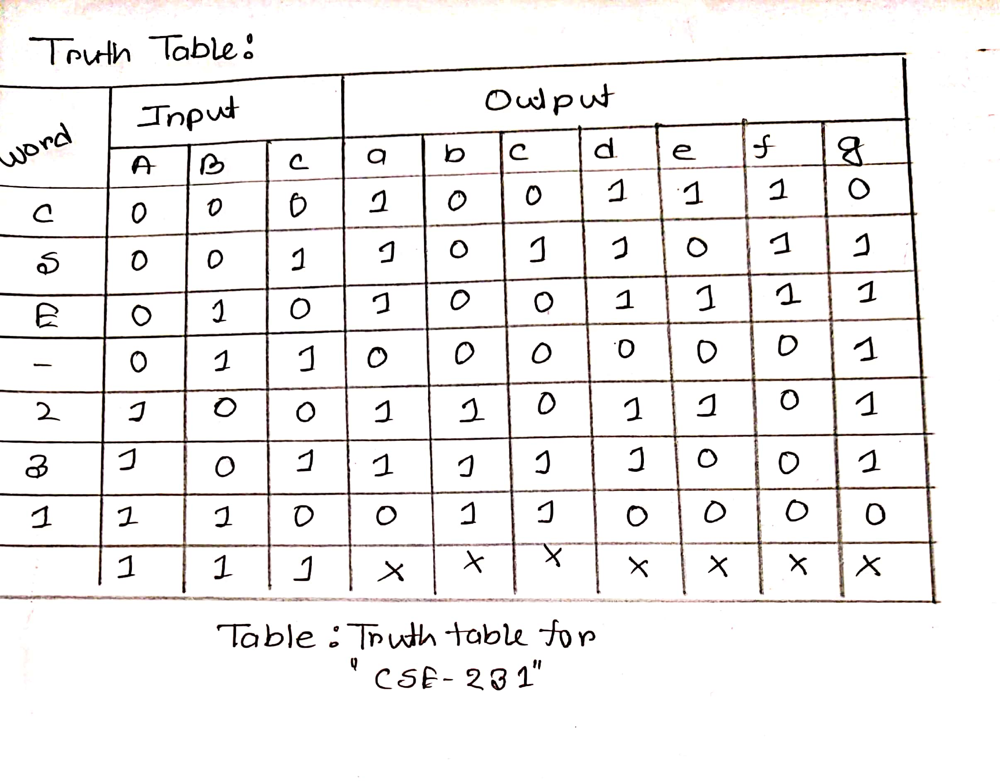 Truth Table:
word Input Output
A B C a b c d e f g
C 0 0 0 1 0 0 1 1 1 0
S 0 0 1 1 0 1 1 0 1 1
E 0 1 0 1 0 0 1 1 1 1
- 0 1 1 0 0 0 0 0 0 1
2 1 0 0 1 1 0 1 1 0 1
3 1 0 1 1 1 1 1 0 0 1
1 1 1 0 0 1 1 0 0 0 0
1 1 1 x x x x x x x
Table : Truth table for
"CSE-231"